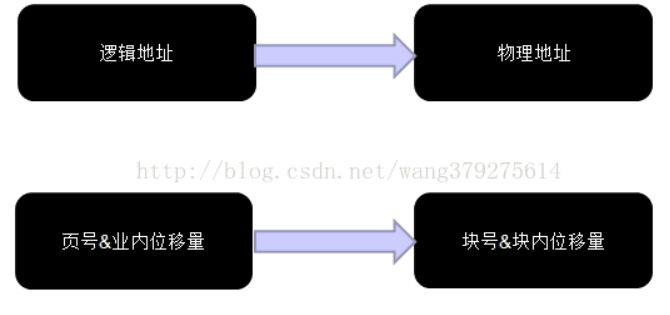 逻辑地址
物理地址
http://blog.csdn.net/wang379275614
页号&业内位移量
块号&块内位移量